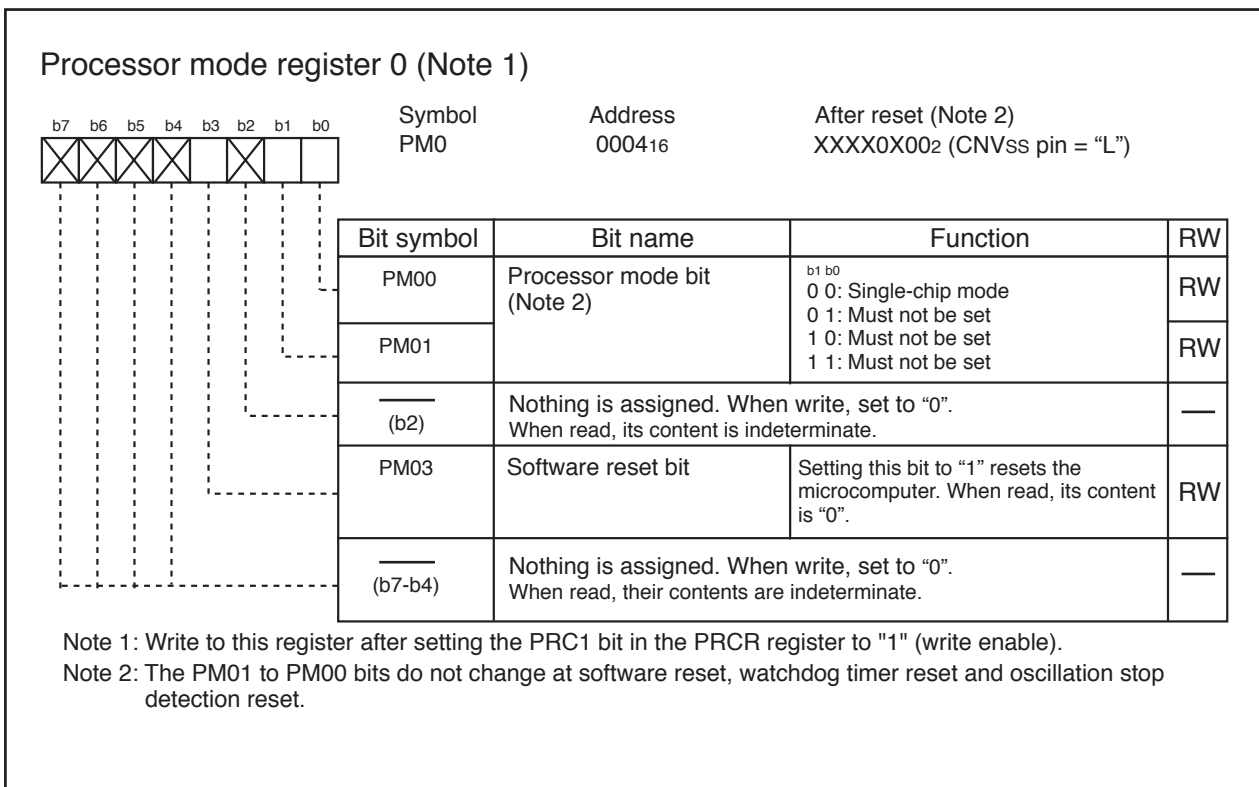 Processor mode register 0 (Note 1)
Symbol Address After reset (Note 2)
b7 b6 b5 b4 b3 b2 b1 b0
PM0 000416 XXXX0X002 (CNVSS pin = “L”)
Bit symbol Bit name Function RW
PM00 Processor mode bit
(Note 2)
b1 b0
0 0: Single-chip mode
0 1: Must not be set
1 0: Must not be set
1 1: Must not be set
RW
PM01 RW
(b2) Nothing is assigned. When write, set to “0”.
When read, its content is indeterminate.
—
PM03 Software reset bit Setting this bit to “1” resets the
microcomputer. When read, its content
is “0”.
RW
(b7-b4) Nothing is assigned. When write, set to “0”.
When read, their contents are indeterminate.
—
Note 1: Write to this register after setting the PRC1 bit in the PRCR register to "1" (write enable).
Note 2: The PM01 to PM00 bits do not change at software reset, watchdog timer reset and oscillation stop
detection reset.